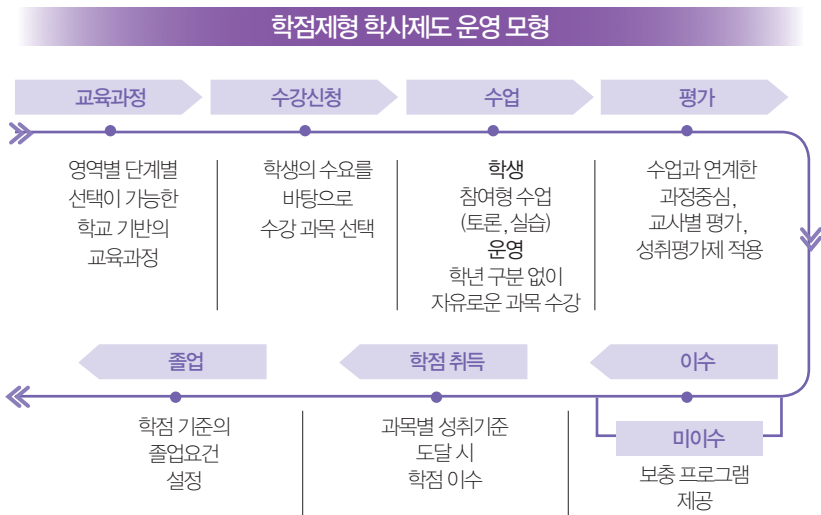 학점제형 학사제도 운영 모형
교육과정
영역별 단계별
선택이 가능한
학교 기반의
교육과정
수강신청
학생의 수요를
바탕으로
수강 과목 선택
수업
학생
참여형 수업
(토론, 실습)
운영
학년 구분 없이
자유로운 과목 수강
평가
수업과 연계한
과정중심,
교사별 평가,
성취평가제 적용
이수
미이수
보충 프로그램
제공
학점 취득
과목별 성취기준
도달 시
학점 이수
졸업
학점 기준의
졸업요건
설정